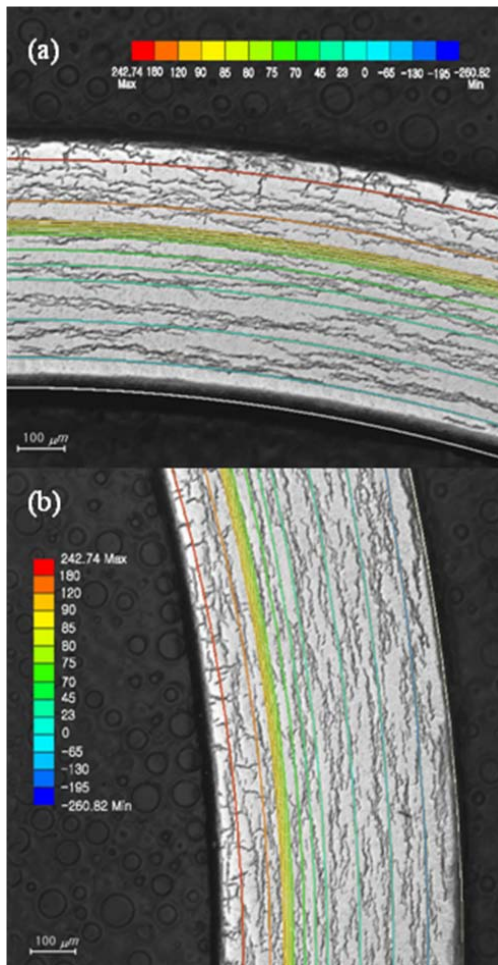 (a)
242.74 180 120 90 85 80 75 70 45 23 0 -65 -130 -195 -260.82
Max Min
100 μm
(b)
242.74 Max
180
120
90
85
80
75
70
45
23
0
-65
-130
-195
-260.82 Min
100 μm